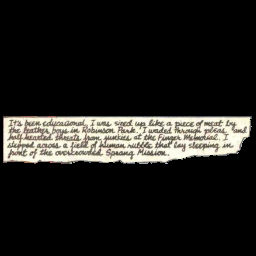 It's been educational. I was sized up like a piece of meat by
the leather boys in Robinson Park. I waded through pleas, and
half hearted threats from junkies at the Finger Memorial. I
stepped across a field of human rubble that lay sleeping in
front of the overcrowded Sprang Mission.